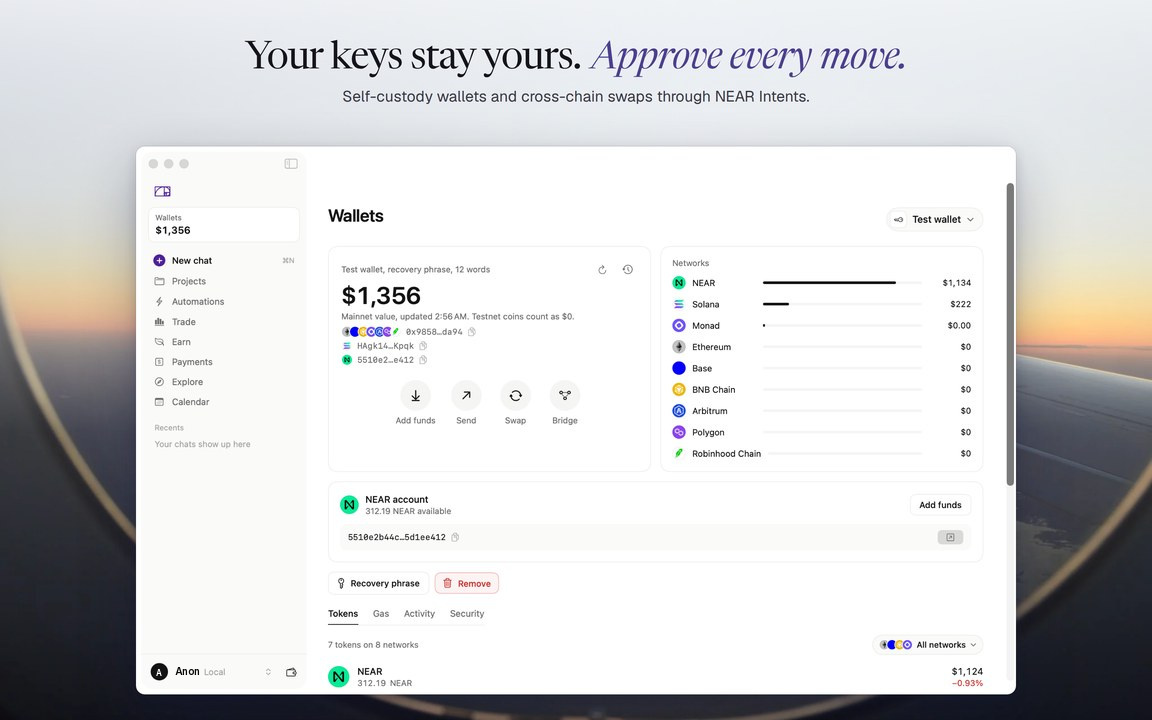 Your keys stay yours. Approve every move.
Self-custody wallets and cross-chain swaps through NEAR Intents.
Wallets
$1,356
New chat ⌘N
Projects
Automations
Trade
Earn
Payments
Explore
Calendar
Recents
Your chats show up here
A Anon Local
Wallets
Test wallet
Test wallet, recovery phrase, 12 words
$1,356
Mainnet value, updated 2:56 AM. Testnet coins count as $0.
0x9858…da94
HAgk14…Kpqk
5510e2…e412
Add funds
Send
Swap
Bridge
Networks
NEAR $1,134
Solana $222
Monad $0.00
Ethereum $0
Base $0
BNB Chain $0
Arbitrum $0
Polygon $0
Robinhood Chain $0
NEAR account
312.19 NEAR available
Add funds
5510e2b44c…5d1ee412
Recovery phrase
Remove
Tokens Gas Activity Security
7 tokens on 8 networks
All networks
NEAR $1,124
312.19 NEAR −0.93%